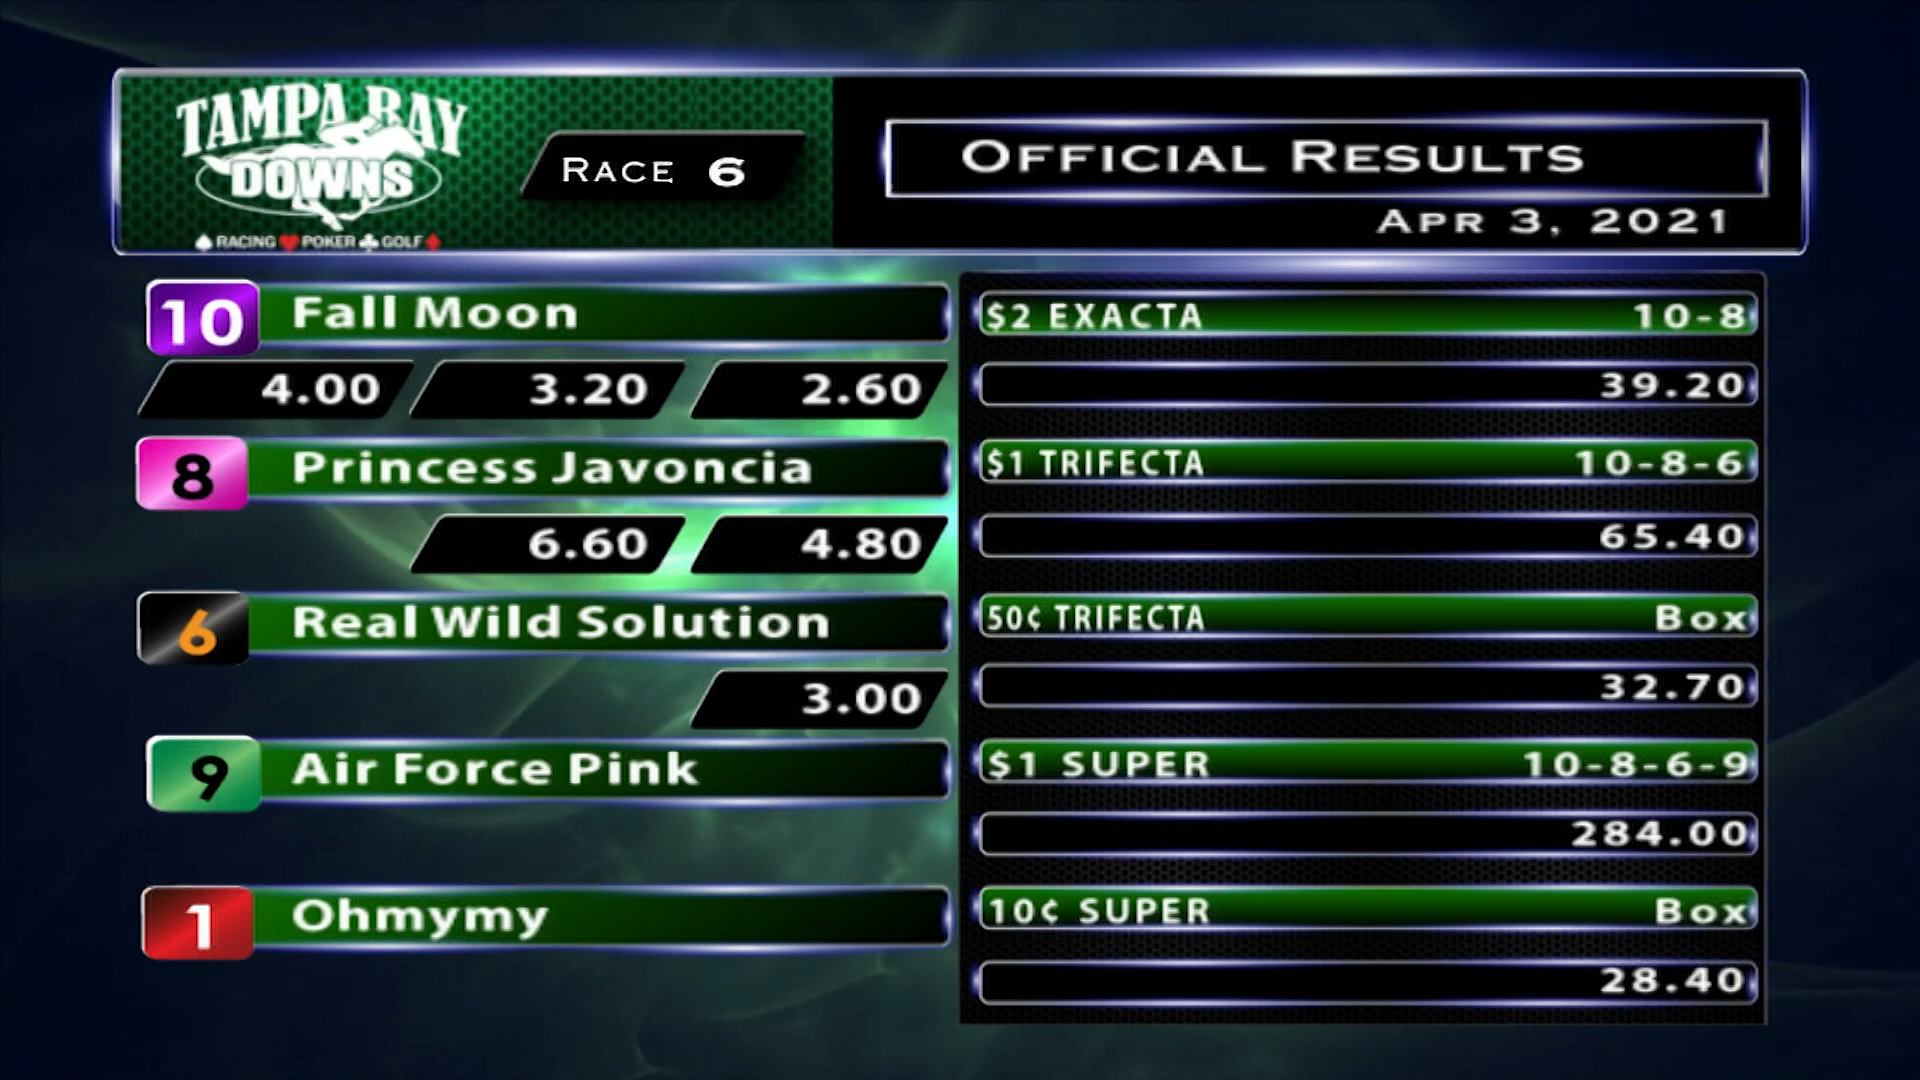 TAMPA BAY
DOWNS
RACING POKER GOLF
RACE 6
OFFICIAL RESULTS
APR 3, 2021
10 Fall Moon
4.00 3.20 2.60
8 Princess Javoncia
6.60 4.80
6 Real Wild Solution
3.00
9 Air Force Pink
1 Ohmymy
$2 EXACTA 10-8
39.20
$1 TRIFECTA 10-8-6
65.40
50¢ TRIFECTA Box
32.70
$1 SUPER 10-8-6-9
284.00
10¢ SUPER Box
28.40